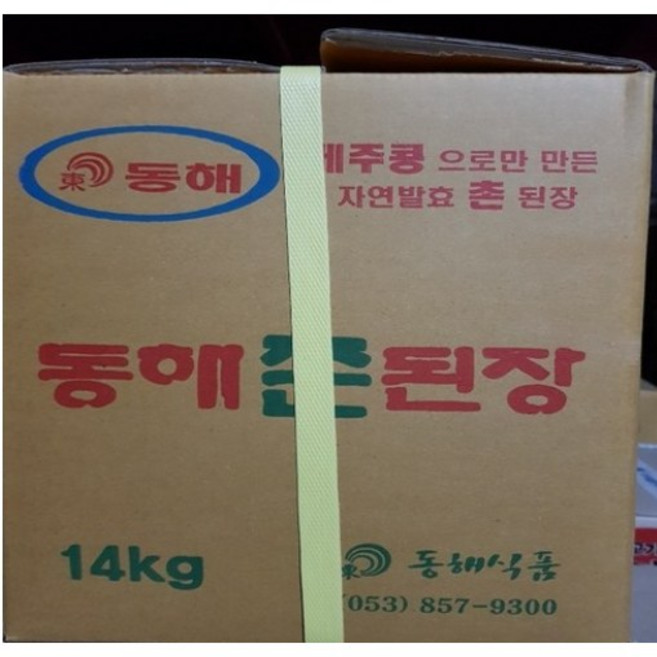 東 동해
제주콩 으로만 만든
자연발효 촌 된장
동해촌된장
14kg
東 동해식품
(053) 857-9300